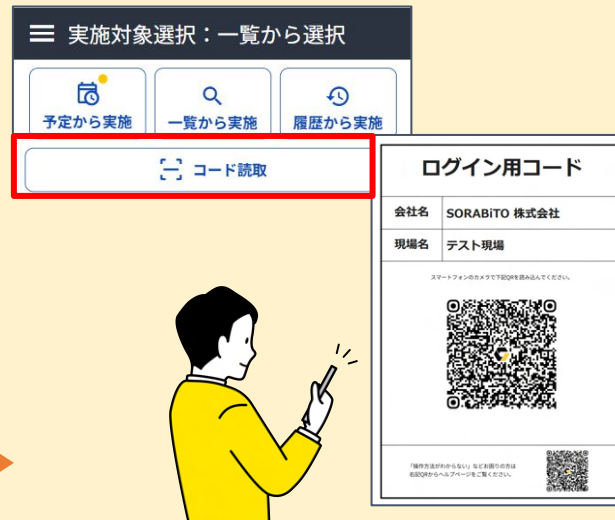 実施対象選択：一覧から選択
予定から実施
一覧から実施
履歴から実施
コード読取
ログイン用コード
会社名 SORABiTO 株式会社
現場名 テスト現場
スマートフォンのカメラで下記QRを読み込んでください。
「操作方法がわからない」などお困りの方は
右記QRからヘルプページをご覧ください。